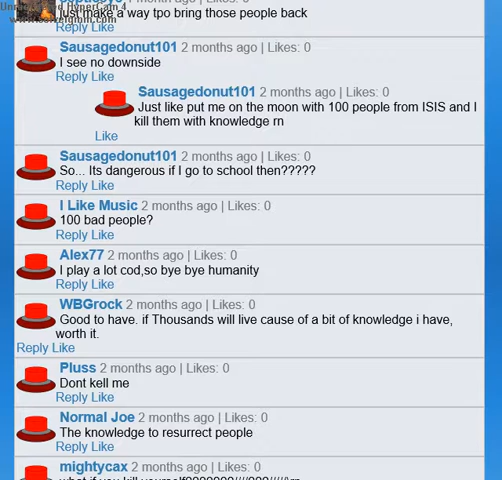 just make a way tpo bring those people back
Reply Like
Sausagedonut101 2 months ago | Likes: 0
I see no downside
Reply Like
Sausagedonut101 2 months ago | Likes: 0
Just like put me on the moon with 100 people from ISIS and I
kill them with knowledge rn
Like
Sausagedonut101 2 months ago | Likes: 0
So... Its dangerous if I go to school then?????
Reply Like
I Like Music 2 months ago | Likes: 0
100 bad people?
Reply Like
Alex77 2 months ago | Likes: 0
I play a lot cod,so bye bye humanity
Reply Like
WBGrock 2 months ago | Likes: 0
Good to have. if Thousands will live cause of a bit of knowledge i have,
worth it.
Reply Like
Pluss 2 months ago | Likes: 0
Dont kell me
Reply Like
Normal Joe 2 months ago | Likes: 0
The knowledge to resurrect people
Reply Like
mightycax 2 months ago | Likes: 0
what if you kill yourself